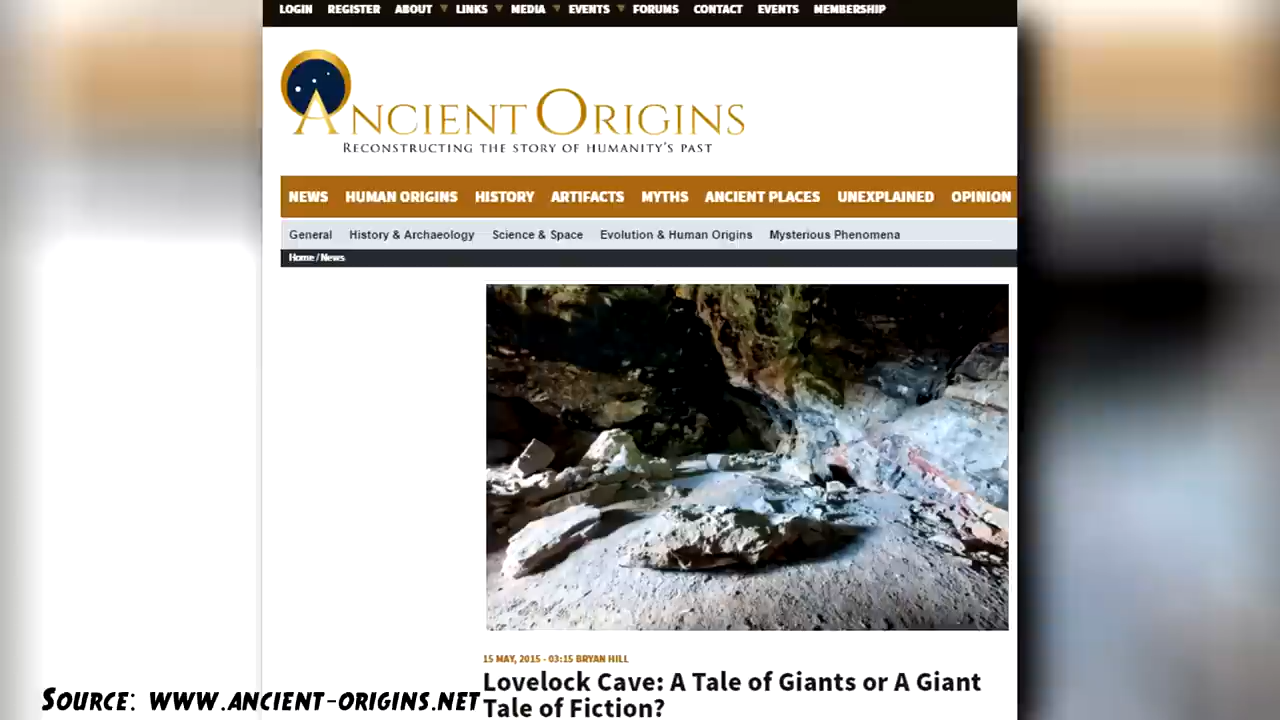 LOGIN REGISTER ABOUT LINKS MEDIA EVENTS FORUMS CONTACT EVENTS MEMBERSHIP
ANCIENT ORIGINS
RECONSTRUCTING THE STORY OF HUMANITY'S PAST
NEWS HUMAN ORIGINS HISTORY ARTIFACTS MYTHS ANCIENT PLACES UNEXPLAINED OPINION
General History & Archaeology Science & Space Evolution & Human Origins Mysterious Phenomena
Home / News
15 MAY, 2015 - 03:15 BRYAN HILL
Lovelock Cave: A Tale of Giants or A Giant
Tale of Fiction?
SOURCE: WWW.ANCIENT-ORIGINS.NET